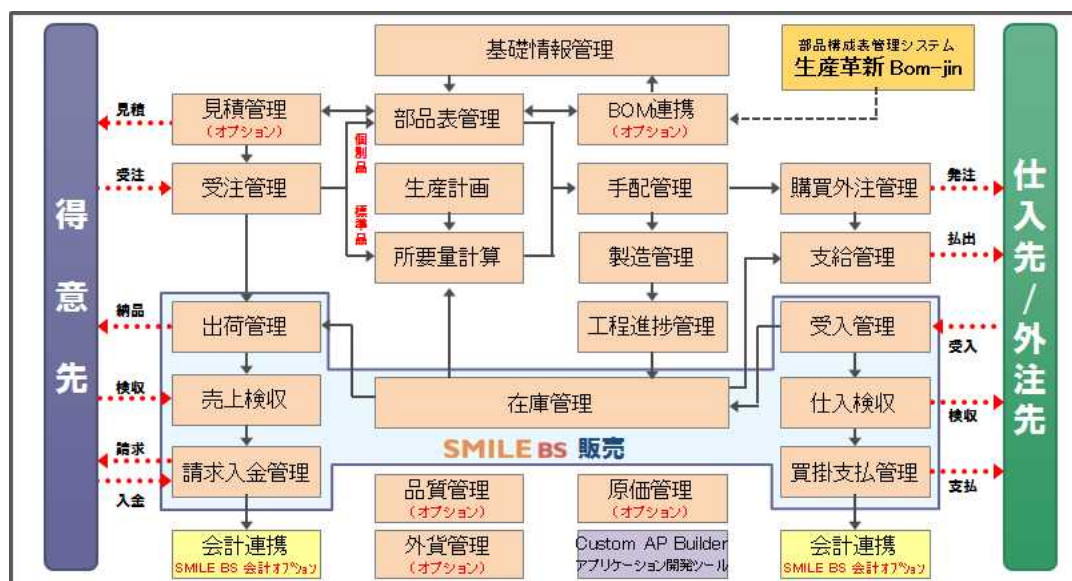 得意先
仕入先/外注先
基礎情報管理
部品構成表管理システム
生産革新 Bom-jin
見積
見積管理
(オプション)
部品表管理
BOM連携
(オプション)
個別品
受注
受注管理
生産計画
手配管理
購買外注管理
発注
標準品
所要量計算
製造管理
支給管理
払出
納品
出荷管理
工程進捗管理
受入管理
受入
検収
売上検収
在庫管理
仕入検収
検収
SMILE BS 販売
請求
請求入金管理
入金
買掛支払管理
支払
品質管理
(オプション)
原価管理
(オプション)
会計連携
SMILE BS 会計オプション
外貨管理
(オプション)
Custom AP Builder
アプリケーション開発ツール
会計連携
SMILE BS 会計オプション